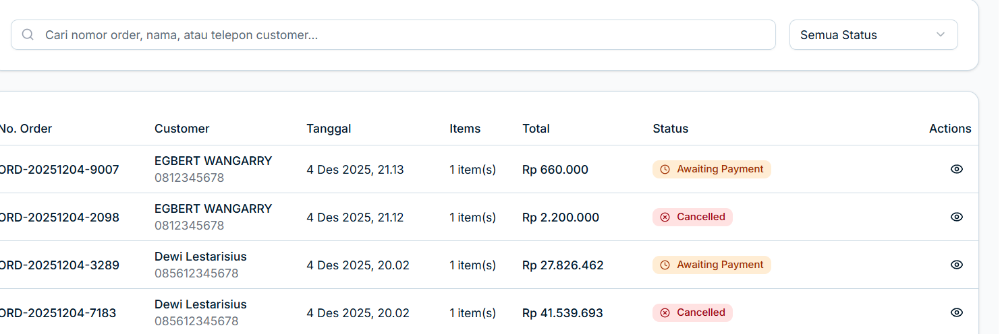 Cari nomor order, nama, atau telepon customer...
Semua Status
No. Order Customer Tanggal Items Total Status Actions
ORD-20251204-9007 EGBERT WANGARRY 4 Des 2025, 21.13 1 item(s) Rp 660.000 Awaiting Payment
0812345678
ORD-20251204-2098 EGBERT WANGARRY 4 Des 2025, 21.12 1 item(s) Rp 2.200.000 Cancelled
0812345678
ORD-20251204-3289 Dewi Lestarisius 4 Des 2025, 20.02 1 item(s) Rp 27.826.462 Awaiting Payment
085612345678
ORD-20251204-7183 Dewi Lestarisius 4 Des 2025, 20.02 1 item(s) Rp 41.539.693 Cancelled
085612345678